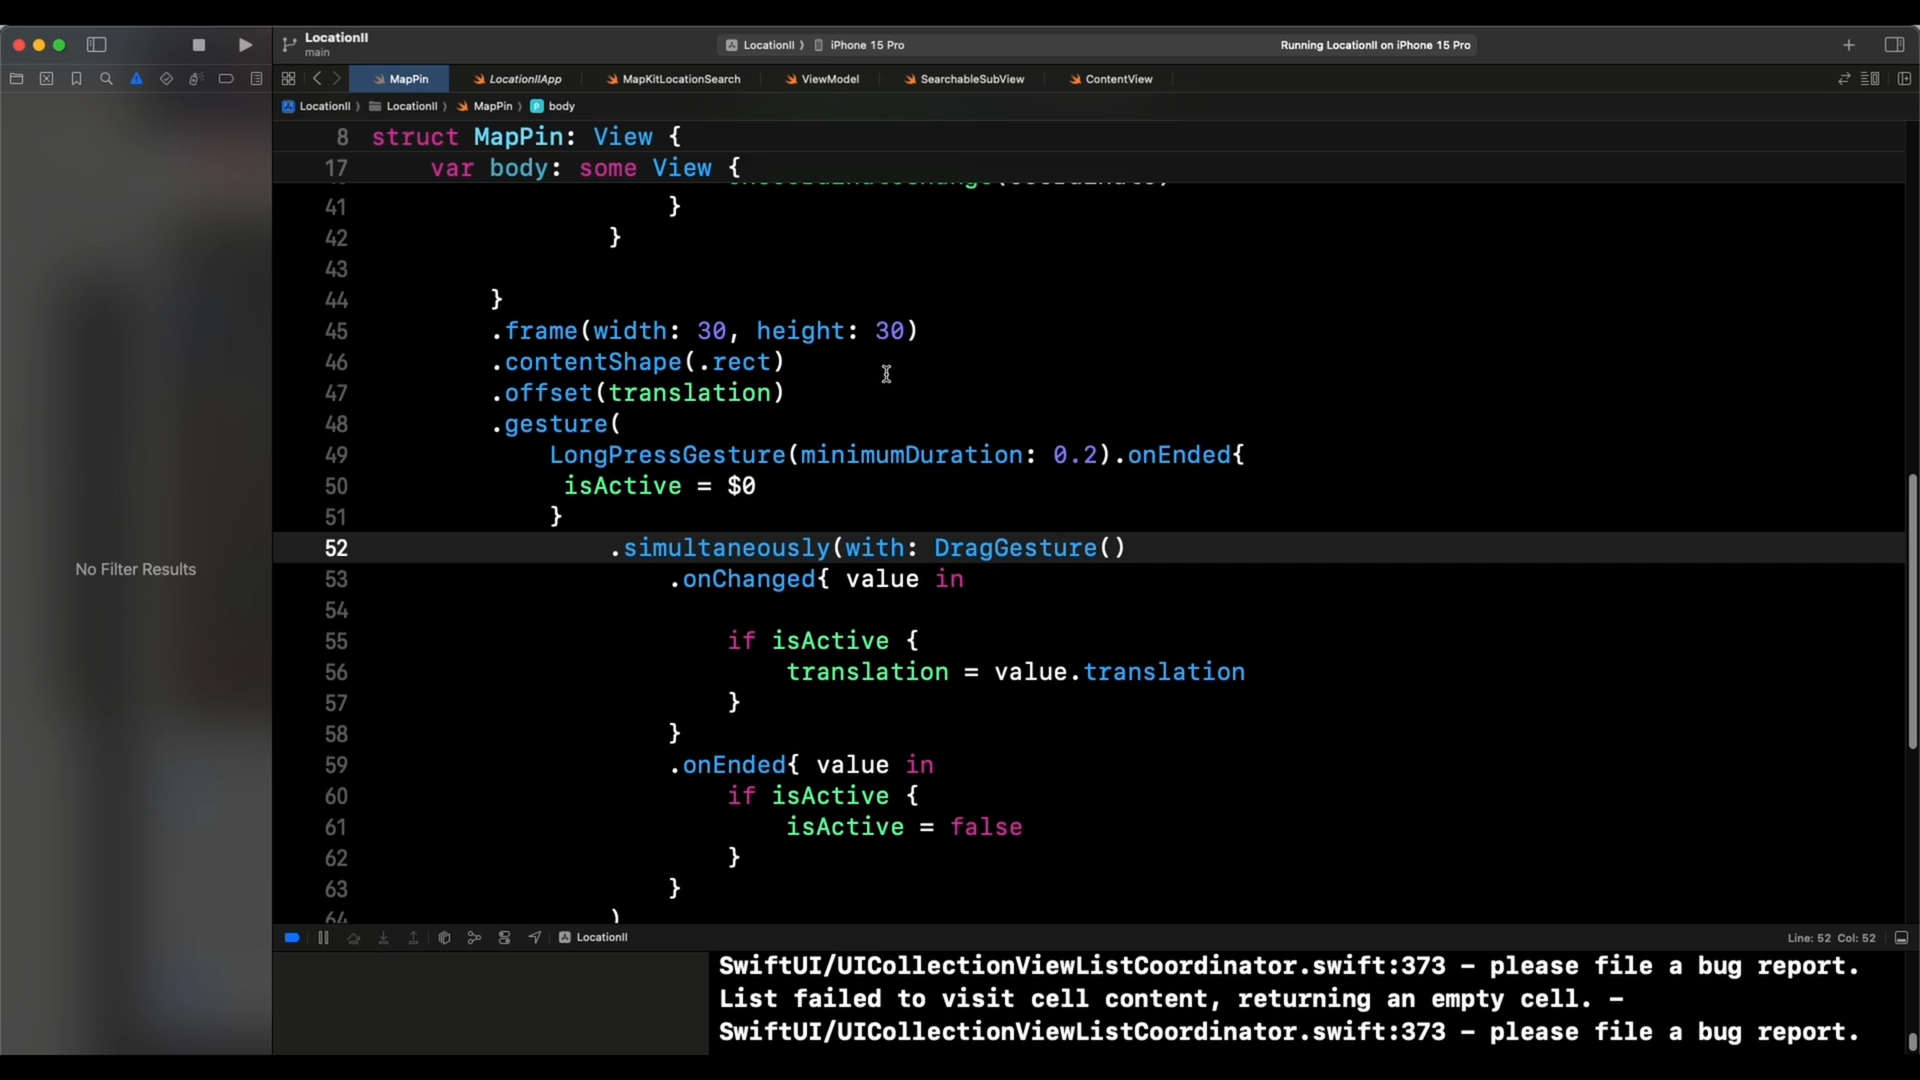 LocationII
main
LocationII ⟩ iPhone 15 Pro
Running LocationII on iPhone 15 Pro
MapPin
LocationIIApp
MapKitLocationSearch
ViewModel
SearchableSubView
ContentView
LocationII ⟩ LocationII ⟩ MapPin ⟩ P body
8 struct MapPin: View {
17 var body: some View {
41 }
42 }
43
44 }
45 .frame(width: 30, height: 30)
46 .contentShape(.rect)
47 .offset(translation)
48 .gesture(
49 LongPressGesture(minimumDuration: 0.2).onEnded{
50 isActive = $0
51 }
52 .simultaneously(with: DragGesture()
53 .onChanged{ value in
54
55 if isActive {
56 translation = value.translation
57 }
58 }
59 .onEnded{ value in
60 if isActive {
61 isActive = false
62 }
63 }
64 )
No Filter Results
LocationII
Line: 52 Col: 52
SwiftUI/UICollectionViewListCoordinator.swift:373 – please file a bug report.
List failed to visit cell content, returning an empty cell. –
SwiftUI/UICollectionViewListCoordinator.swift:373 – please file a bug report.